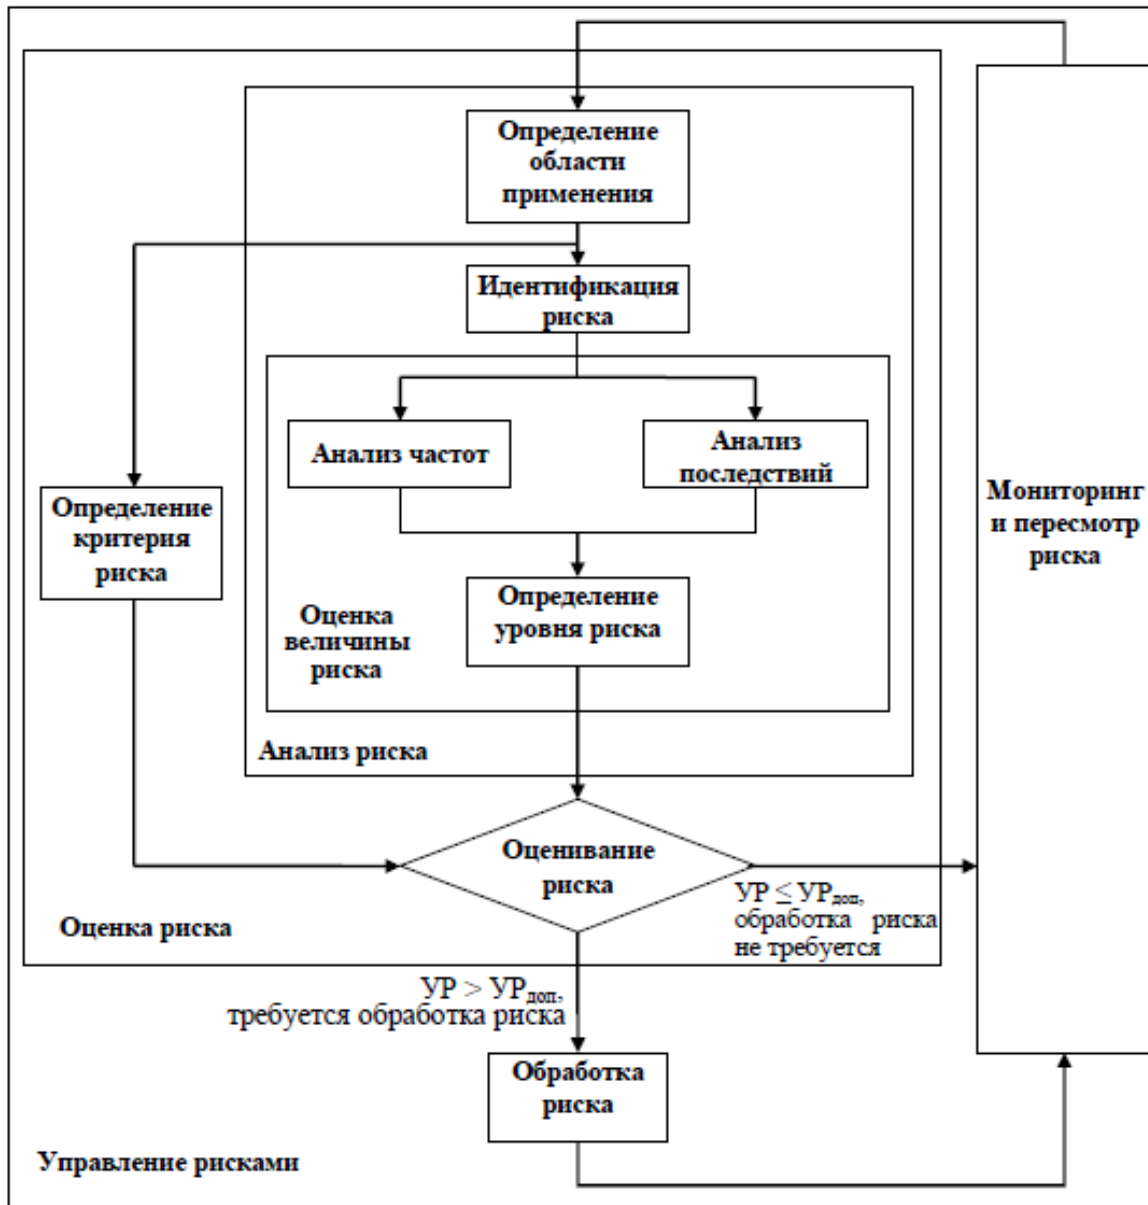 Определение
области
применения
Идентификация
риска
Анализ частот
Анализ
последствий
Определение
критерия
риска
Мониторинг
и пересмотр
риска
Определение
уровня риска
Оценка
величины
риска
Анализ риска
Оценивание
риска
УР ≤ УРдоп,
обработка риска
не требуется
Оценка риска
УР > УРдоп,
требуется обработка риска
Обработка
риска
Управление рисками